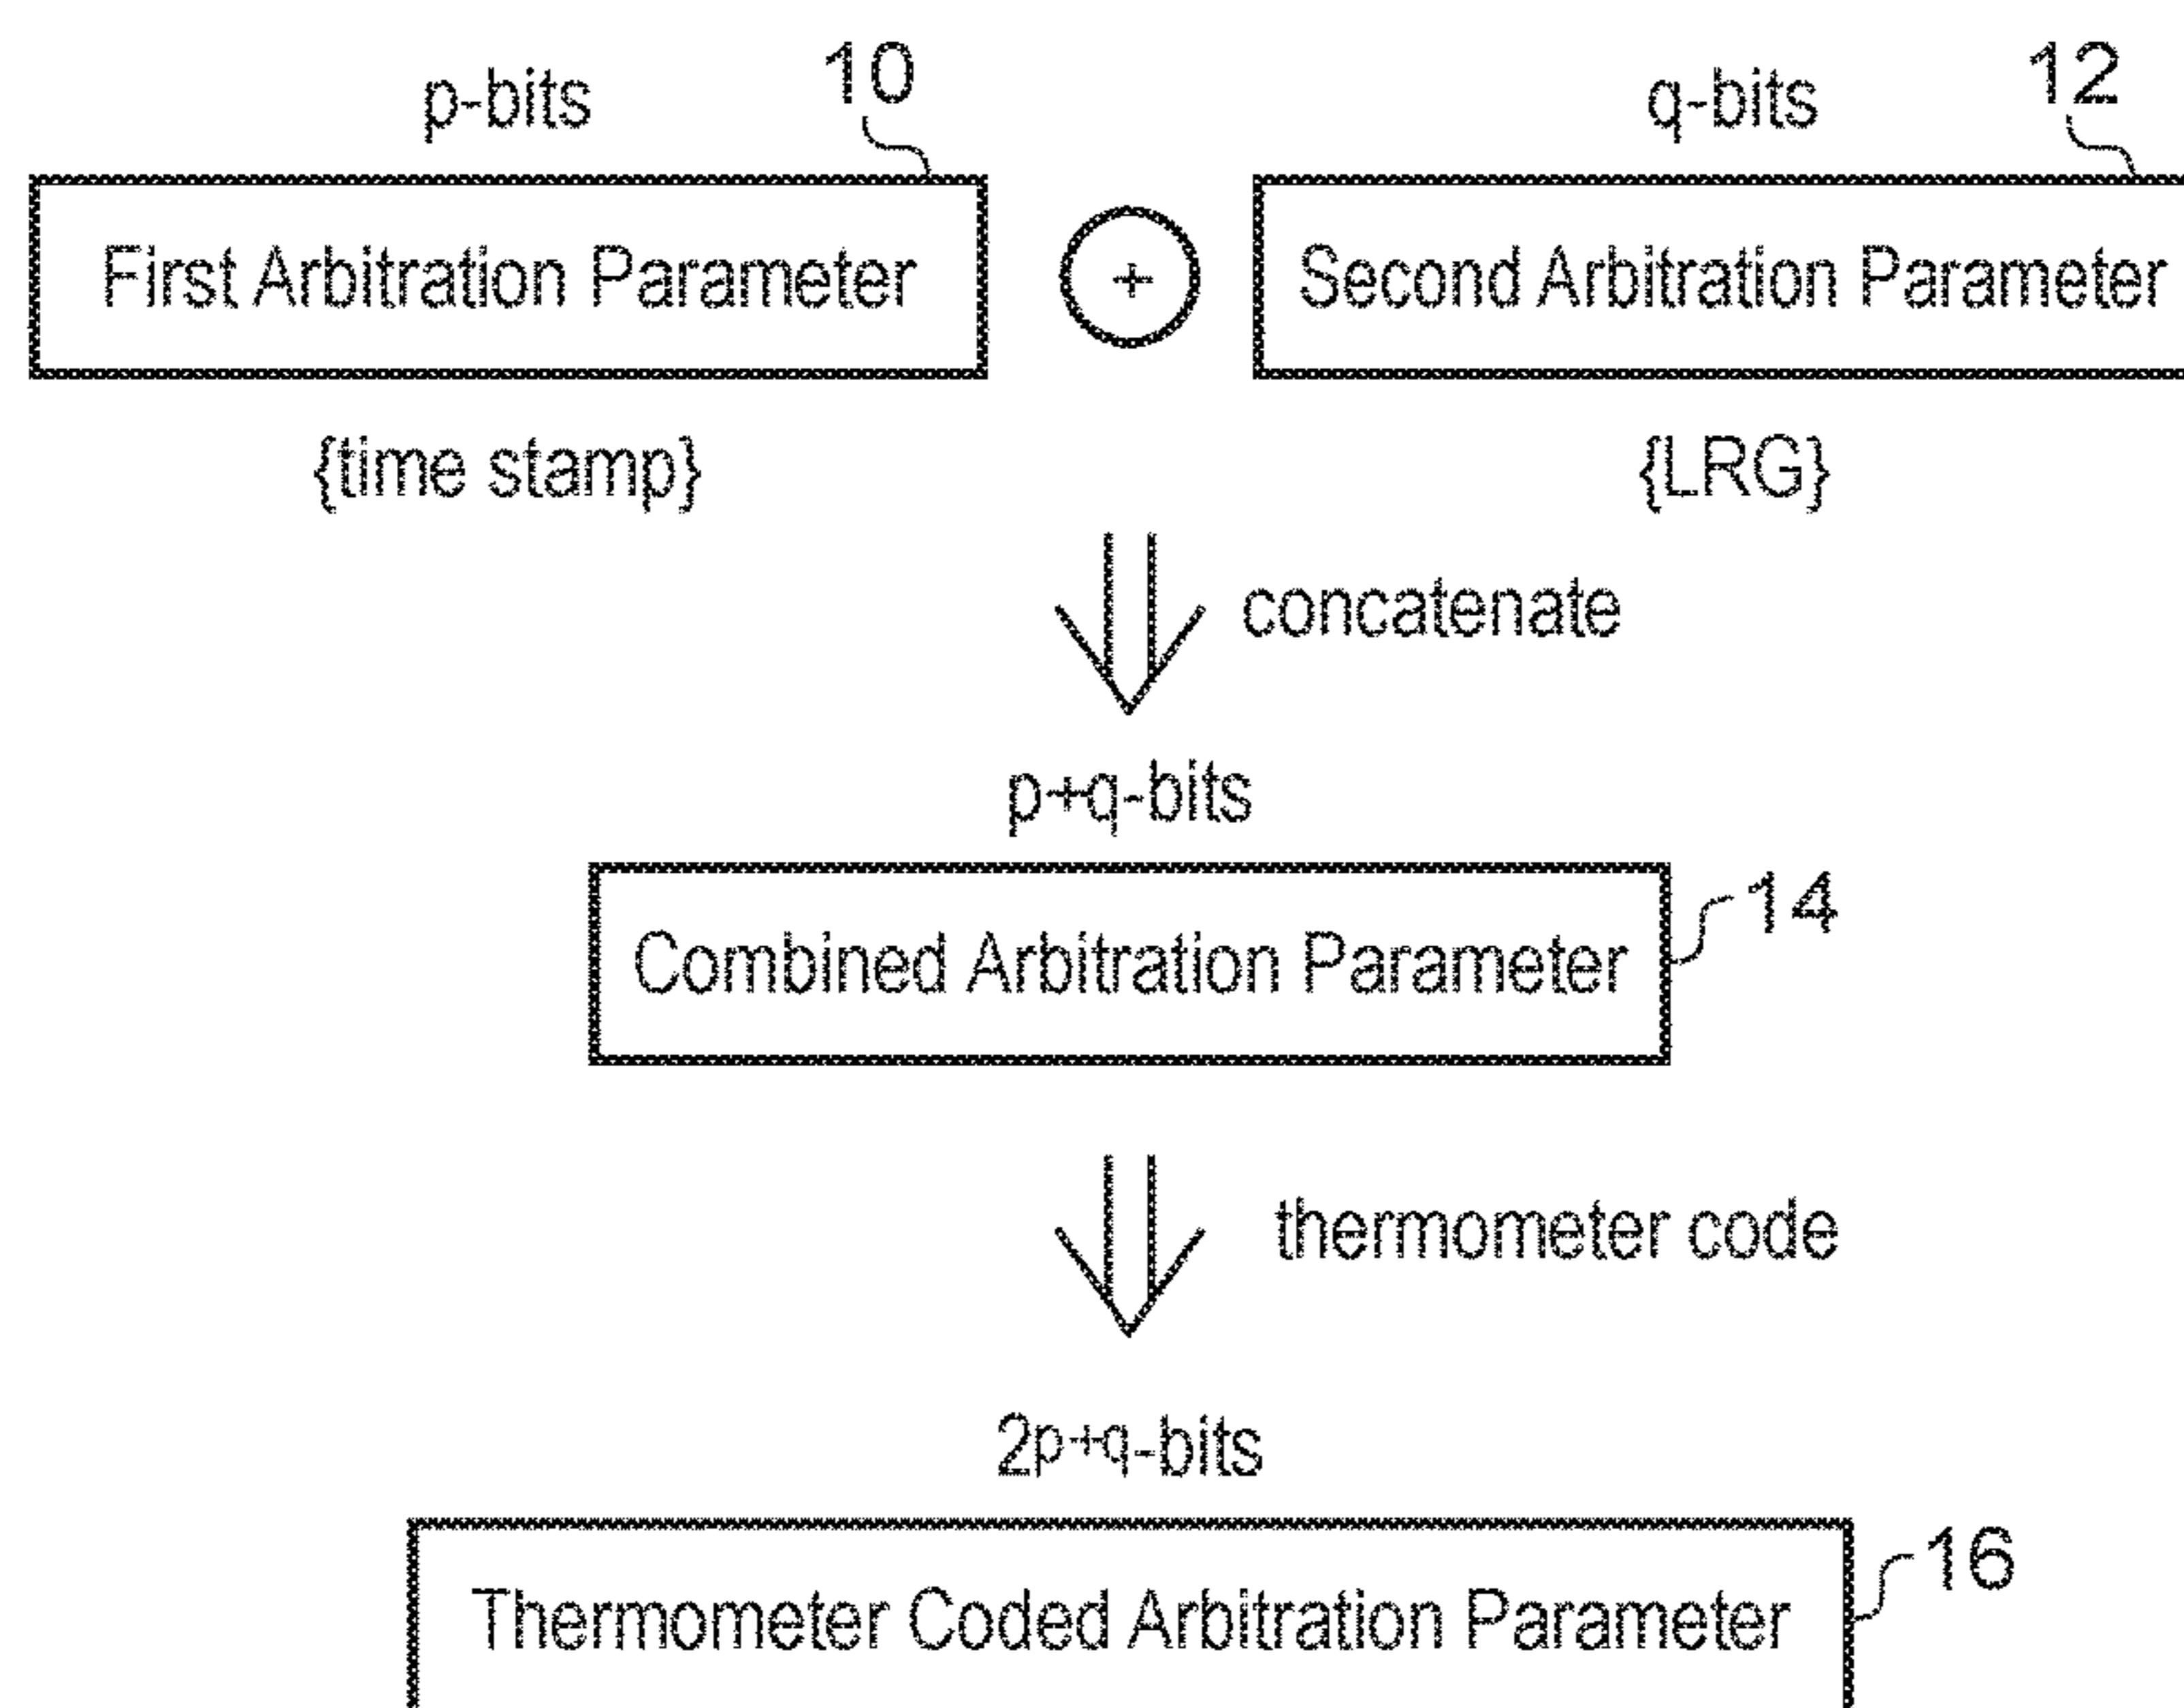 p-bits 10 q-bits 12
First Arbitration Parameter + Second Arbitration Parameter
{time stamp} {LRG}
concatenate
p+q-bits
Combined Arbitration Parameter 14
thermometer code
2p+q-bits
Thermometer Coded Arbitration Parameter 16